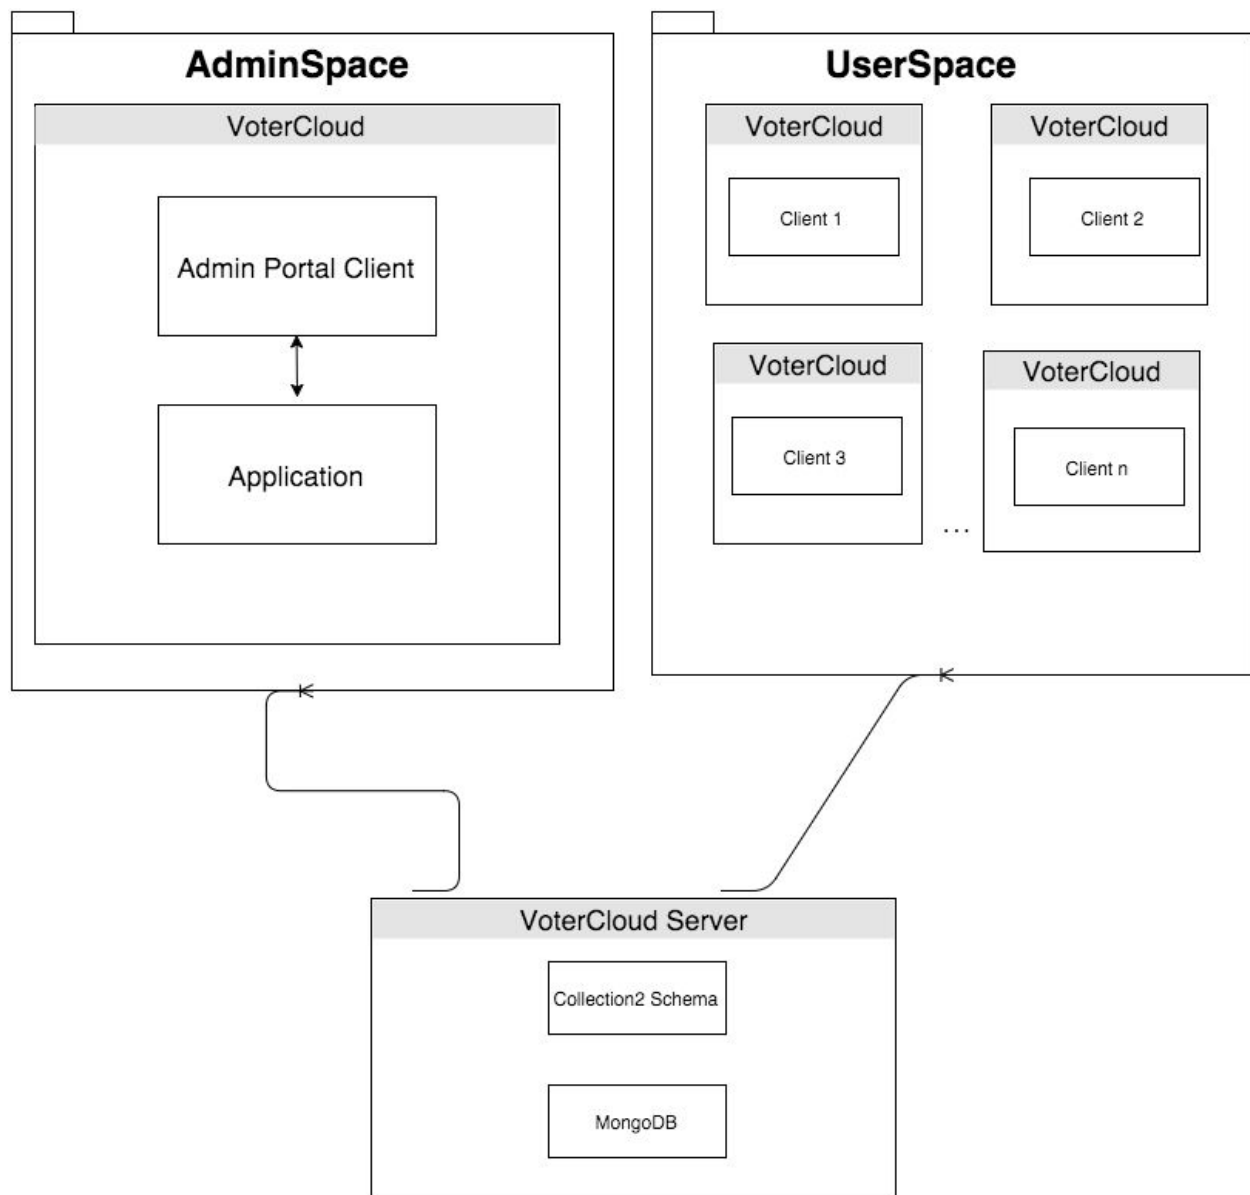 AdminSpace
VoterCloud
Admin Portal Client
Application
UserSpace
VoterCloud
Client 1
VoterCloud
Client 2
VoterCloud
Client 3
...
VoterCloud
Client n
VoterCloud Server
Collection2 Schema
MongoDB